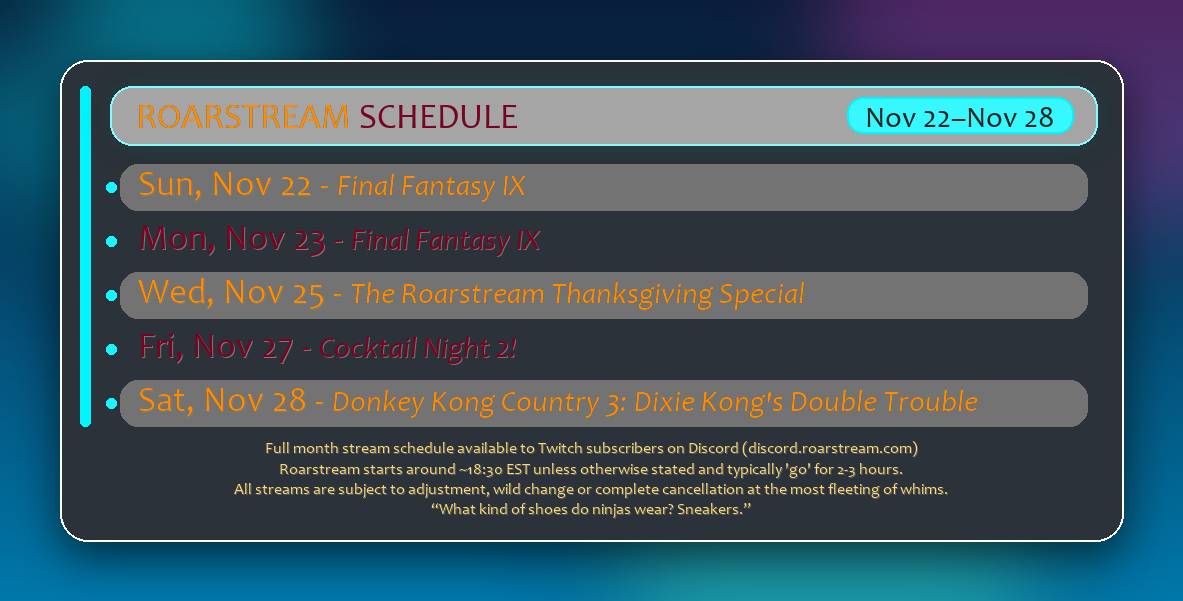 ROARSTREAM SCHEDULE
Nov 22–Nov 28
Sun, Nov 22 - Final Fantasy IX
Mon, Nov 23 - Final Fantasy IX
Wed, Nov 25 - The Roarstream Thanksgiving Special
Fri, Nov 27 - Cocktail Night 2!
Sat, Nov 28 - Donkey Kong Country 3: Dixie Kong's Double Trouble
Full month stream schedule available to Twitch subscribers on Discord (discord.roarstream.com)
Roarstream starts around ~18:30 EST unless otherwise stated and typically 'go' for 2-3 hours.
All streams are subject to adjustment, wild change or complete cancellation at the most fleeting of whims.
“What kind of shoes do ninjas wear? Sneakers.”